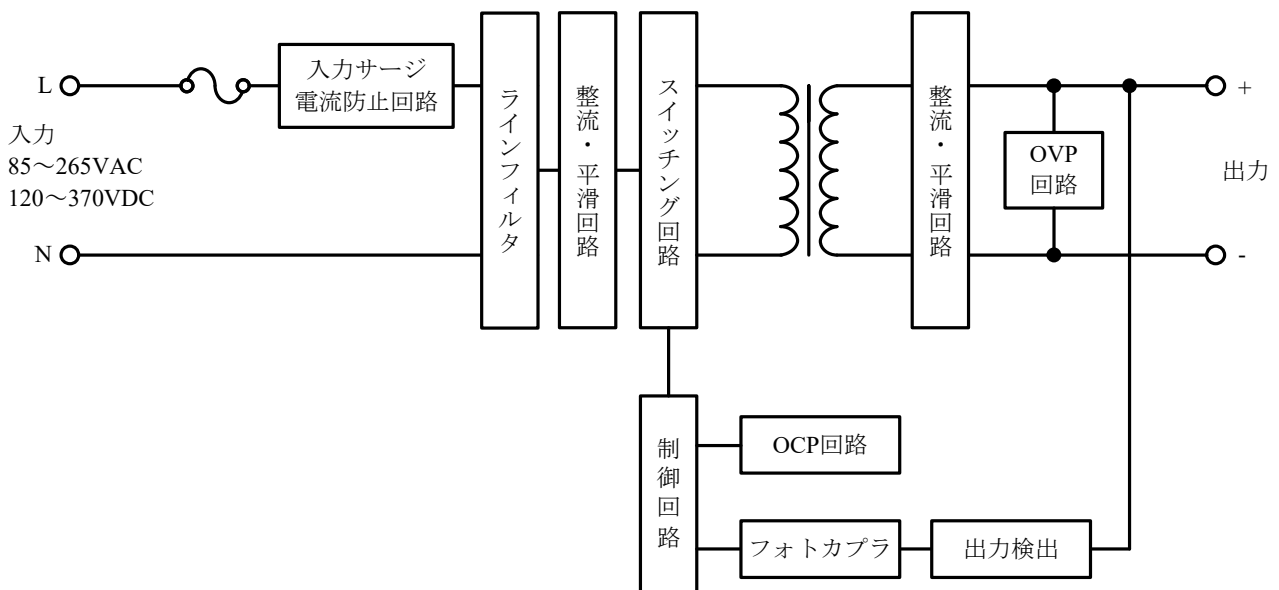 入力サージ
電流防止回路
L
入力
85～265VAC
120～370VDC
N
ラインフィルタ
整流・平滑回路
スイッチング回路
整流・平滑回路
OVP
回路
+
出力
-
制御回路
OCP回路
フォトカプラ
出力検出